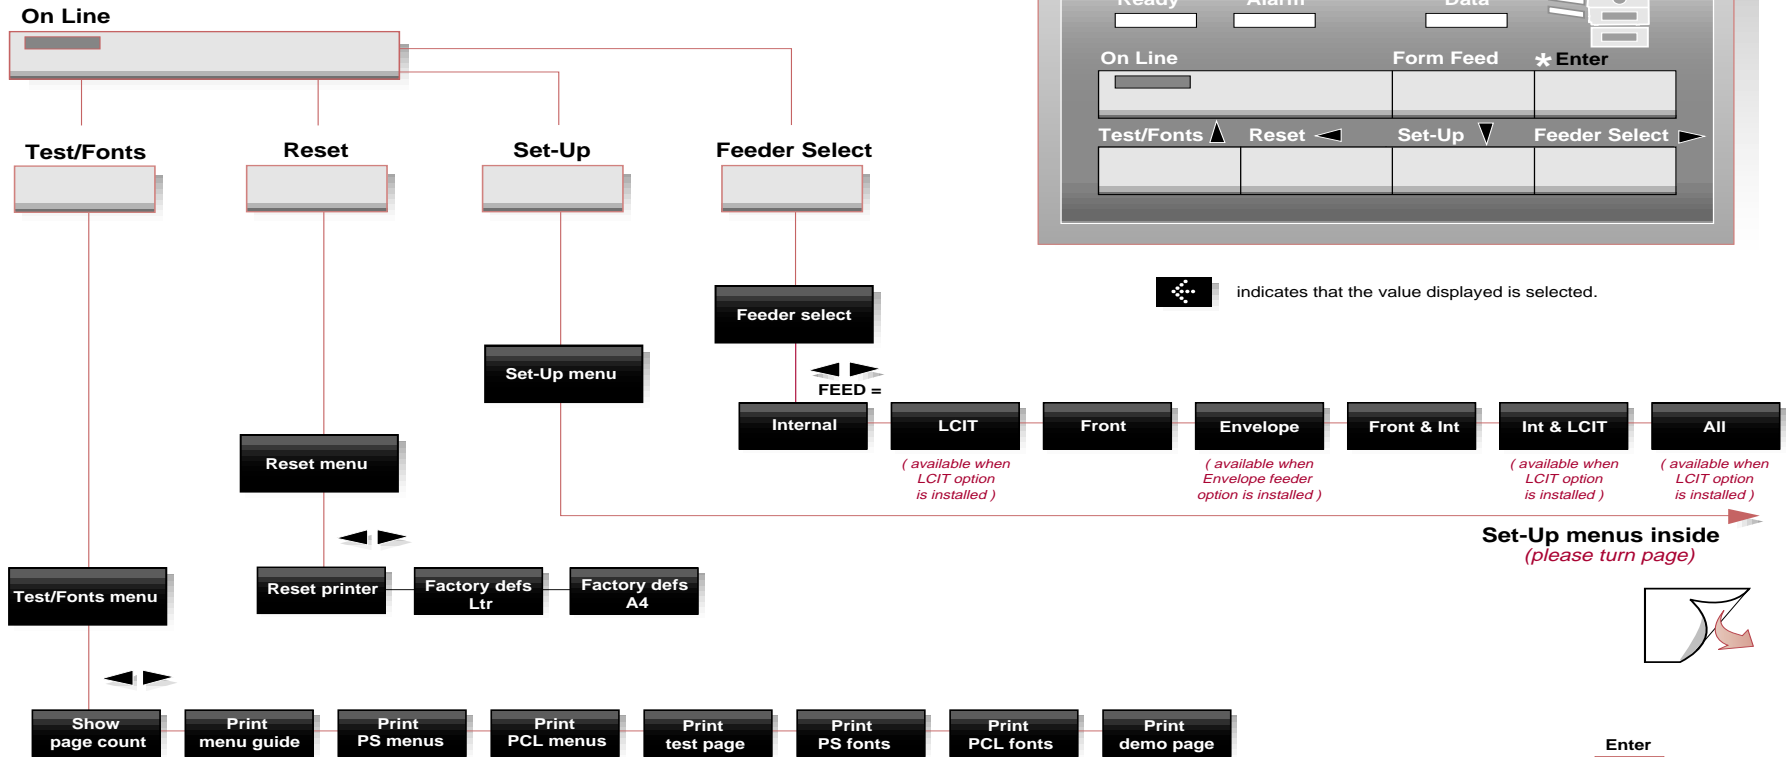 On Line
Ready Alarm Data
On Line Form Feed * Enter
Test/Fonts Reset Set-Up Feeder Select
Test/Fonts Reset Set-Up Feeder Select
indicates that the value displayed is selected.
Feeder select
Set-Up menu
FEED =
Internal LCIT Front Envelope Front & Int Int & LCIT All
( available when
LCIT option
is installed )
( available when
Envelope feeder
option is installed )
( available when
LCIT option
is installed )
( available when
LCIT option
is installed )
Reset menu
Set-Up menus inside
(please turn page)
Test/Fonts menu
Reset printer
Factory defs
Ltr
Factory defs
A4
Show
page count
Print
menu guide
Print
PS menus
Print
PCL menus
Print
test page
Print
PS fonts
Print
PCL fonts
Print
demo page
Enter